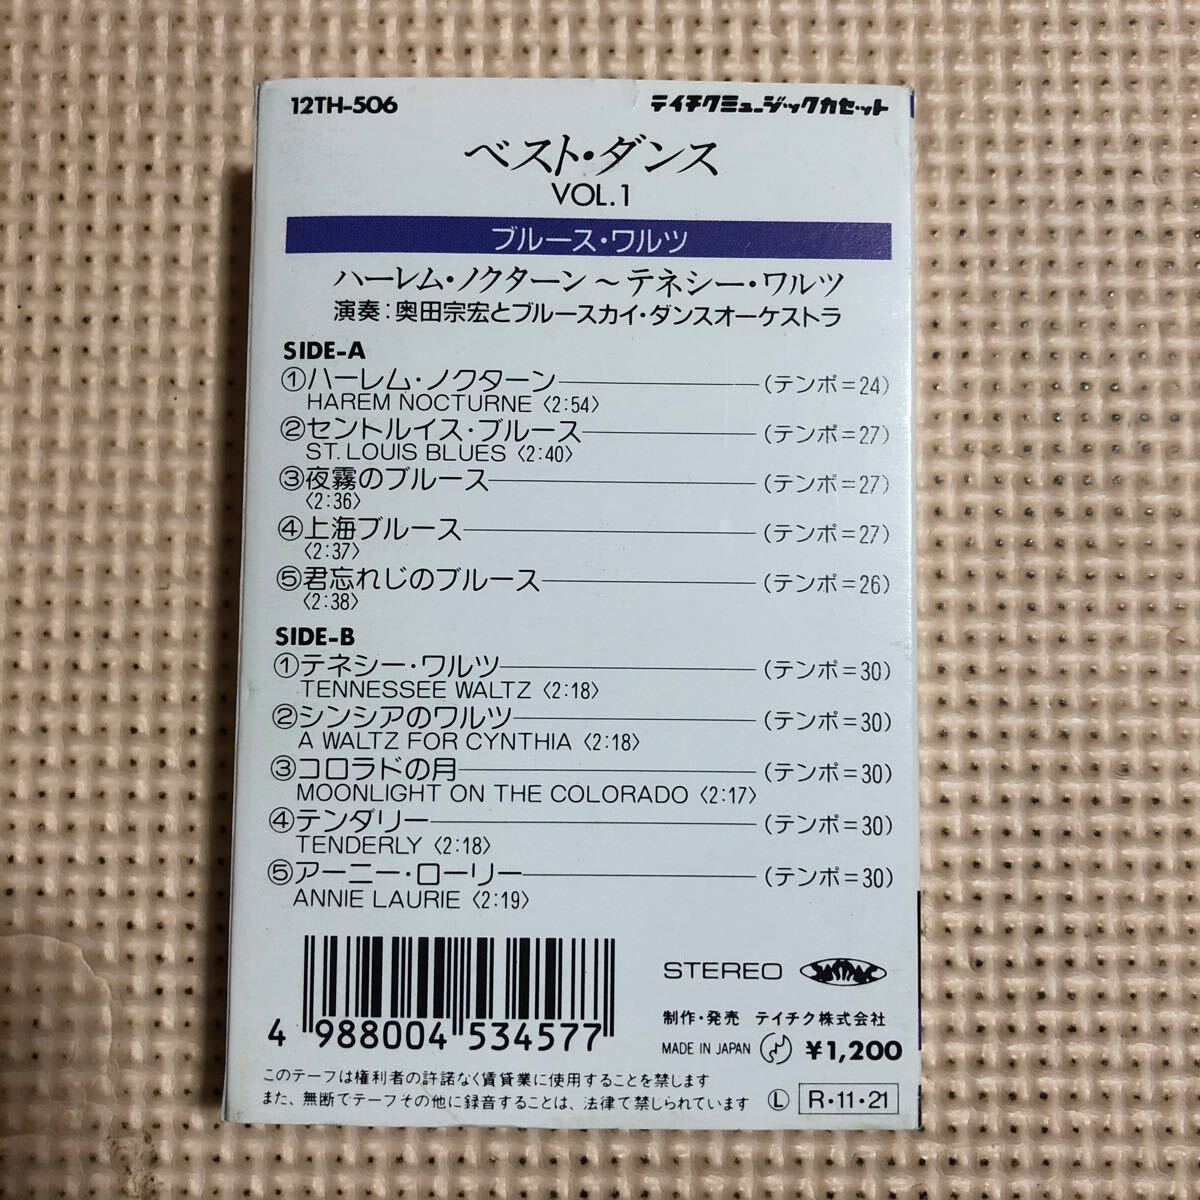 12TH-506
テイチクミュージックカセット
ベスト・ダンス
VOL.1
ブルース・ワルツ
ハーレム・ノクターン〜テネシー・ワルツ
演奏：奥田宗宏とブルースカイ・ダンスオーケストラ
SIDE-A
①ハーレム・ノクターン————(テンポ=24)
HAREM NOCTURNE〈2:54〉
②セントルイス・ブルース————(テンポ=27)
ST. LOUIS BLUES〈2:40〉
③夜霧のブルース————(テンポ=27)
〈2:36〉
④上海ブルース————(テンポ=27)
〈2:37〉
⑤君忘れじのブルース————(テンポ=26)
〈2:38〉
SIDE-B
①テネシー・ワルツ————(テンポ=30)
TENNESSEE WALTZ〈2:18〉
②シンシアのワルツ————(テンポ=30)
A WALTZ FOR CYNTHIA〈2:18〉
③コロラドの月————(テンポ=30)
MOONLIGHT ON THE COLORADO〈2:17〉
④テンダリー————(テンポ=30)
TENDERLY〈2:18〉
⑤アーニー・ローリー————(テンポ=30)
ANNIE LAURIE〈2:19〉
4 988004 534577
STEREO
制作・発売 テイチク株式会社
MADE IN JAPAN ¥1,200
このテープは権利者の許諾なく賃貸業に使用することを禁じます
また、無断でテープその他に録音することは、法律で禁じられています
Ⓛ R・11・21